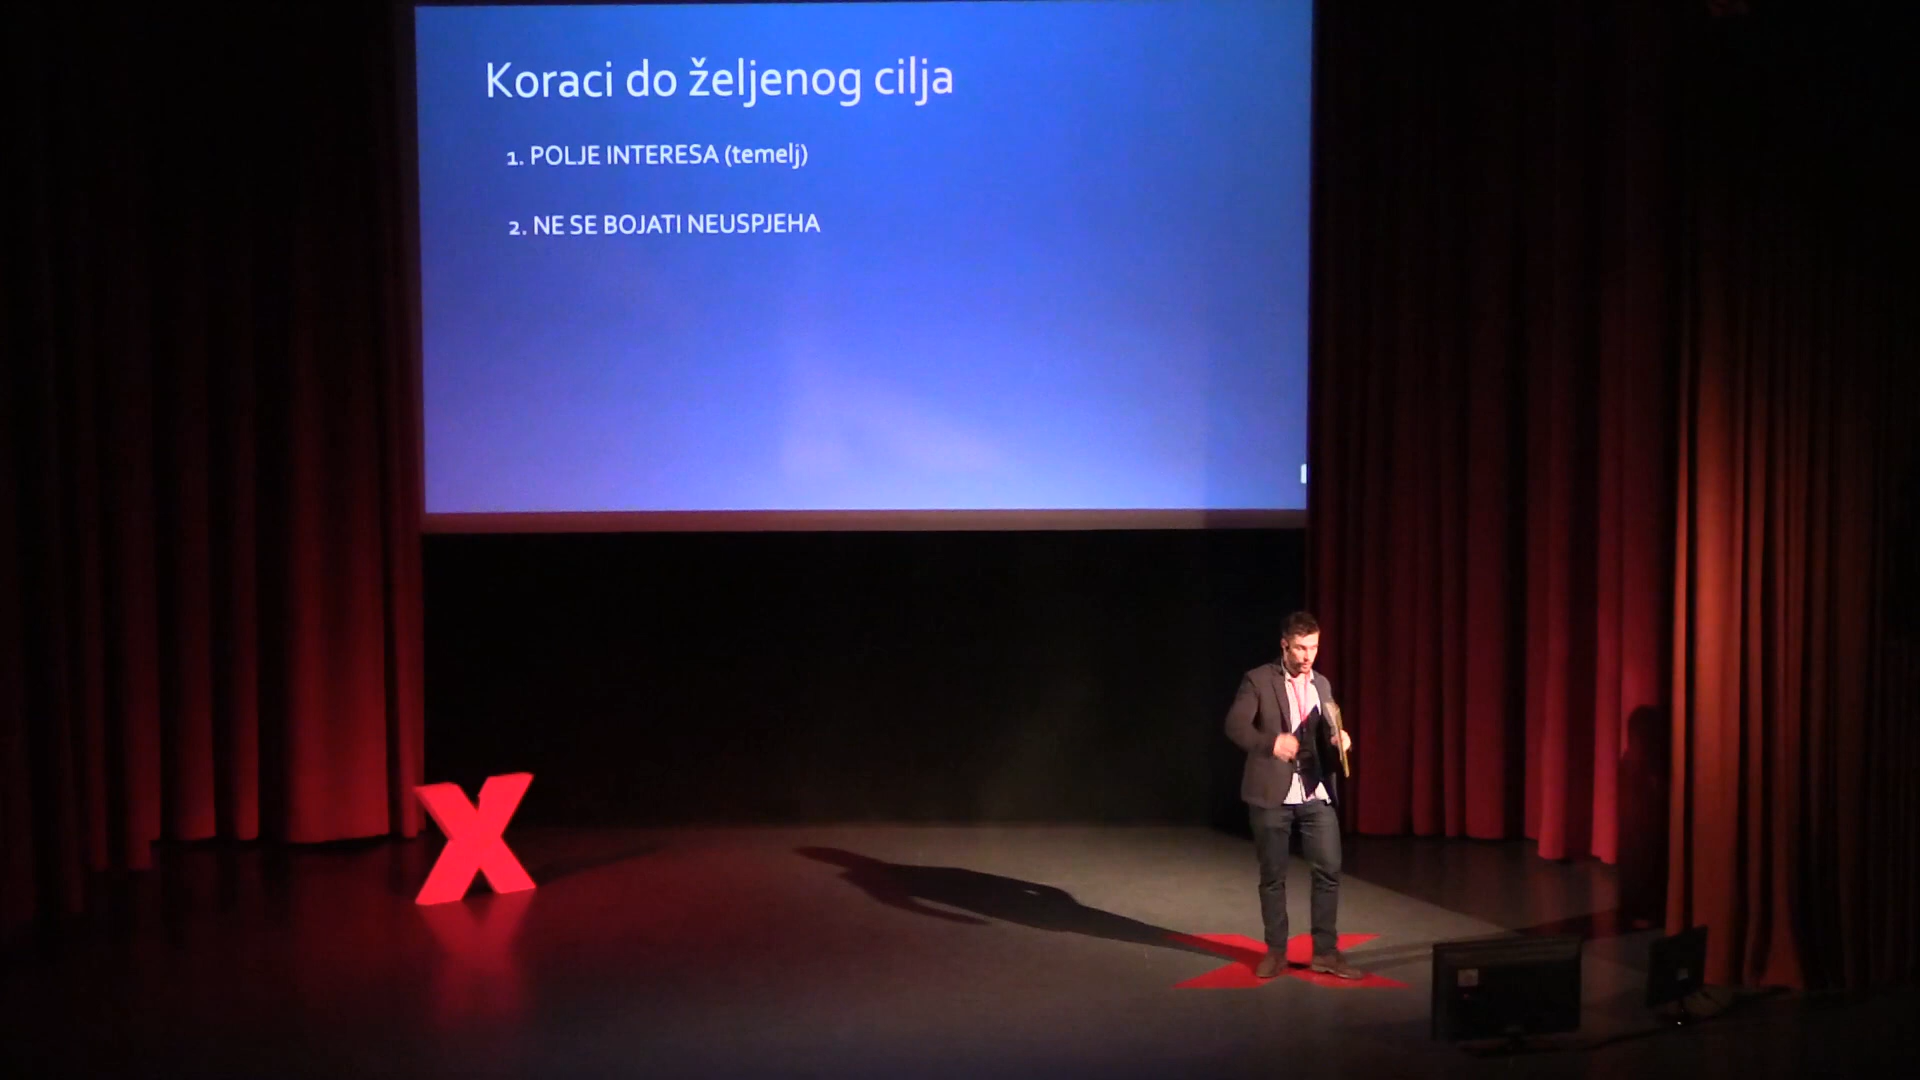 Koraci do željenog cilja
1. POLJE INTERESA (temelj)
2. NE SE BOJATI NEUSPJEHA
X